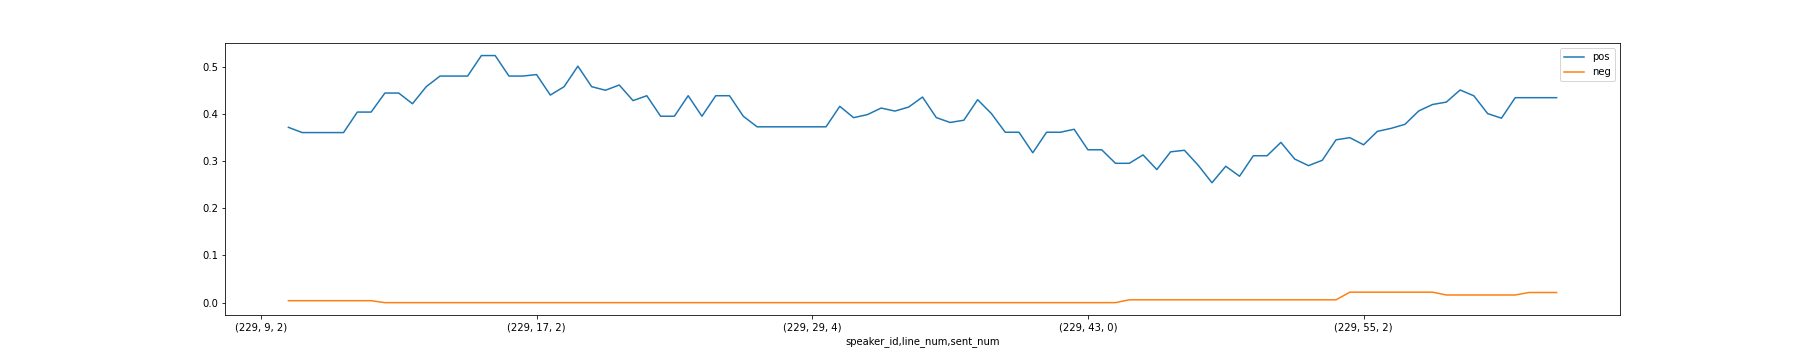 pos
neg
0.5
0.4
0.3
0.2
0.1
0.0
(229, 9, 2)
(229, 17, 2)
(229, 29, 4)
(229, 43, 0)
(229, 55, 2)
speaker_id,line_num,sent_num